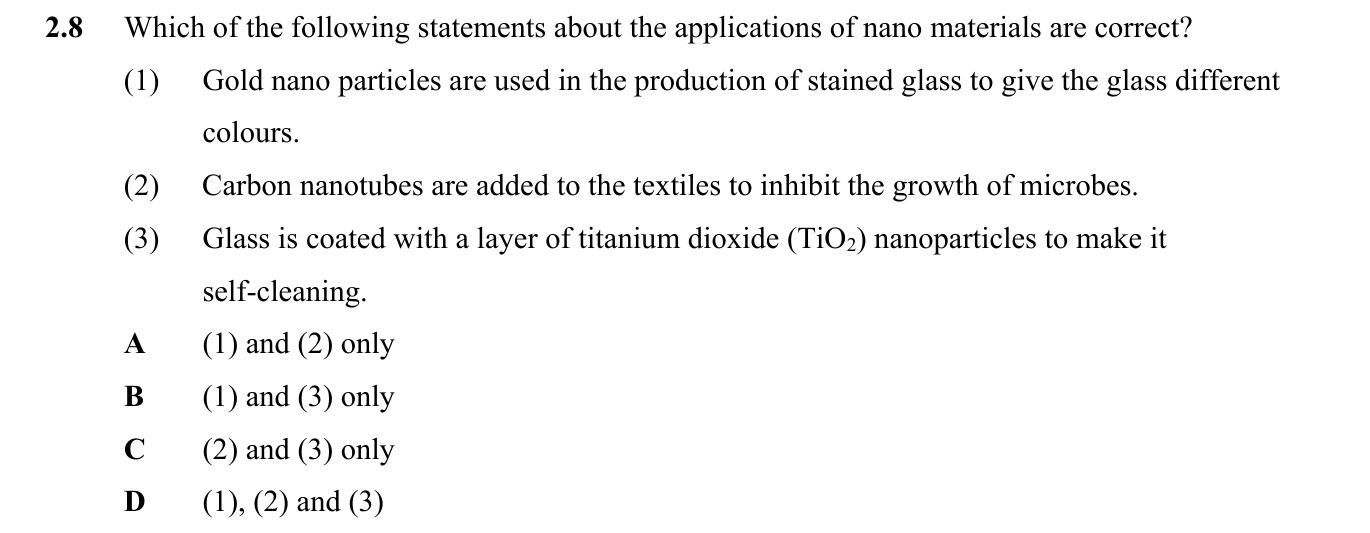 2.8 Which of the following statements about the applications of nano materials are correct?
(1) Gold nano particles are used in the production of stained glass to give the glass different
colours.
(2) Carbon nanotubes are added to the textiles to inhibit the growth of microbes.
(3) Glass is coated with a layer of titanium dioxide (TiO₂) nanoparticles to make it
self-cleaning.
A (1) and (2) only
B (1) and (3) only
C (2) and (3) only
D (1), (2) and (3)